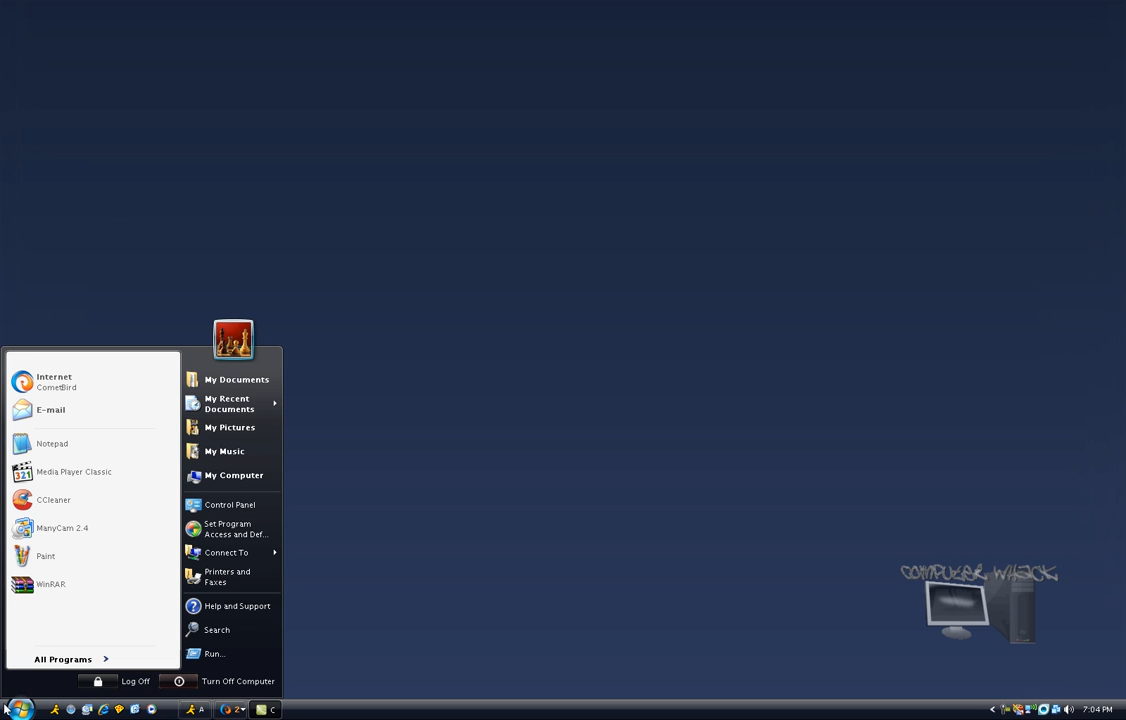 Internet
CometBird
E-mail
Notepad
Media Player Classic
CCleaner
ManyCam 2.4
Paint
WinRAR
All Programs
My Documents
My Recent
Documents
My Pictures
My Music
My Computer
Control Panel
Set Program
Access and Def...
Connect To
Printers and
Faxes
Help and Support
Search
Run...
Log Off
Turn Off Computer
COMPUTER WHACK
A
2
C
7:04 PM